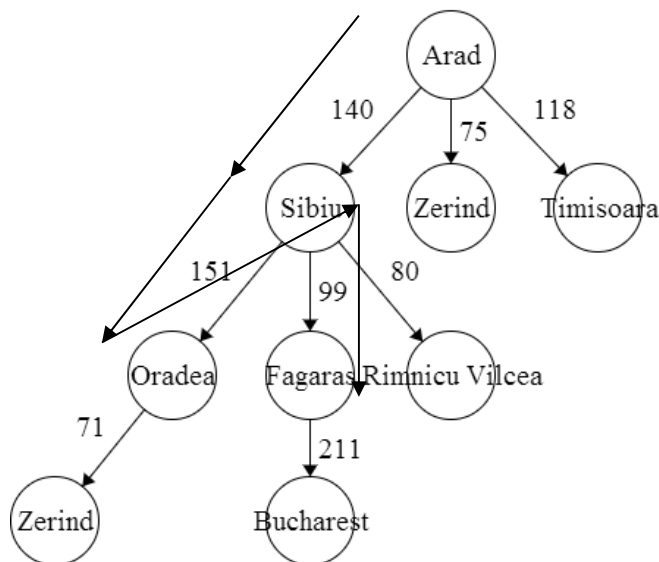 Arad
140
75
118
Sibiu
Zerind
Timisoara
151
99
80
Oradea
Fagaras
Rimnicu Vilcea
71
211
Zerind
Bucharest